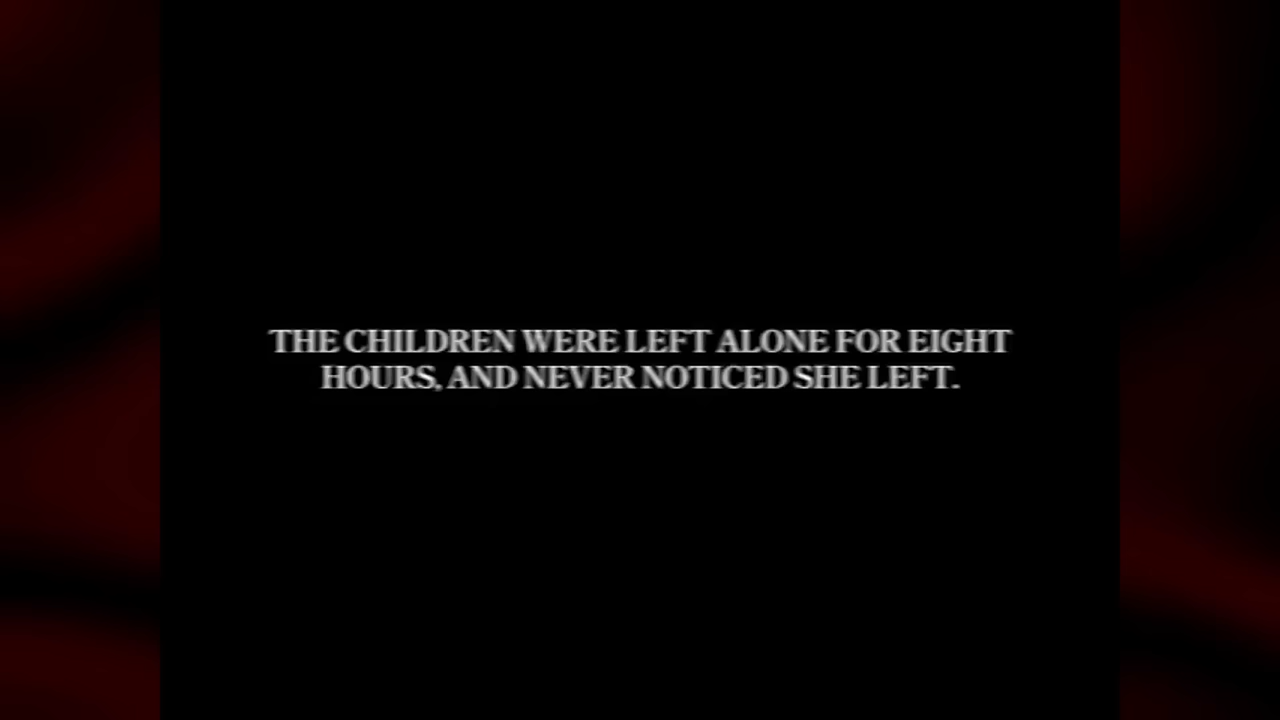 THE CHILDREN WERE LEFT ALONE FOR EIGHT
HOURS, AND NEVER NOTICED SHE LEFT.